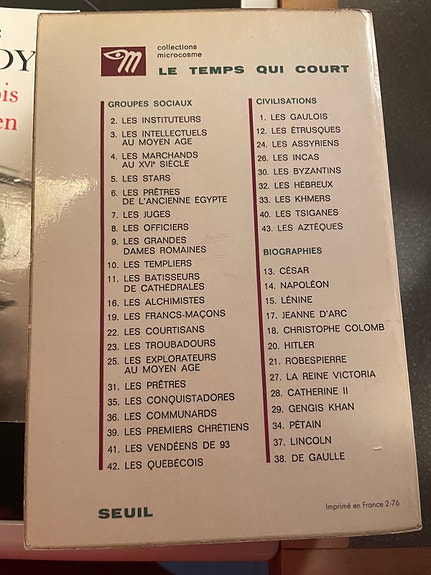 DY
is
en
m
collections
microcosme
LE TEMPS QUI COURT
GROUPES SOCIAUX
2. LES INSTITUTEURS
3. LES INTELLECTUELS
AU MOYEN AGE
4. LES MARCHANDS
AU XVIe SIÈCLE
5. LES STARS
6. LES PRÊTRES
DE L'ANCIENNE ÉGYPTE
7. LES JUGES
8. LES OFFICIERS
9. LES GRANDES
DAMES ROMAINES
10. LES TEMPLIERS
11. LES BATISSEURS
DE CATHÉDRALES
16. LES ALCHIMISTES
19. LES FRANCS-MAÇONS
22. LES COURTISANS
23. LES TROUBADOURS
25. LES EXPLORATEURS
AU MOYEN AGE
31. LES PRÊTRES
35. LES CONQUISTADORES
36. LES COMMUNARDS
39. LES PREMIERS CHRÉTIENS
41. LES VENDÉENS DE 93
42. LES QUÉBÉCOIS
CIVILISATIONS
1. LES GAULOIS
12. LES ÉTRUSQUES
24. LES ASSYRIENS
26. LES INCAS
30. LES BYZANTINS
32. LES HÉBREUX
33. LES KHMERS
40. LES TSIGANES
43. LES AZTÈQUES
BIOGRAPHIES
13. CÉSAR
14. NAPOLÉON
15. LÉNINE
17. JEANNE D'ARC
18. CHRISTOPHE COLOMB
20. HITLER
21. ROBESPIERRE
27. LA REINE VICTORIA
28. CATHERINE II
29. GENGIS KHAN
34. PÉTAIN
37. LINCOLN
38. DE GAULLE
SEUIL
Imprimé en France 2-76